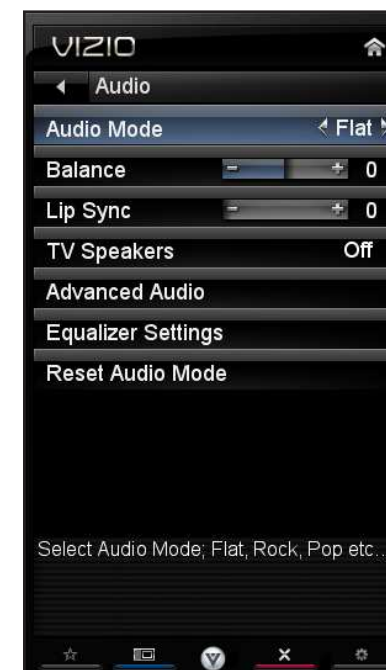 VIZIO
Audio
Audio Mode Flat
Balance - + 0
Lip Sync - + 0
TV Speakers Off
Advanced Audio
Equalizer Settings
Reset Audio Mode
Select Audio Mode; Flat, Rock, Pop etc..
V